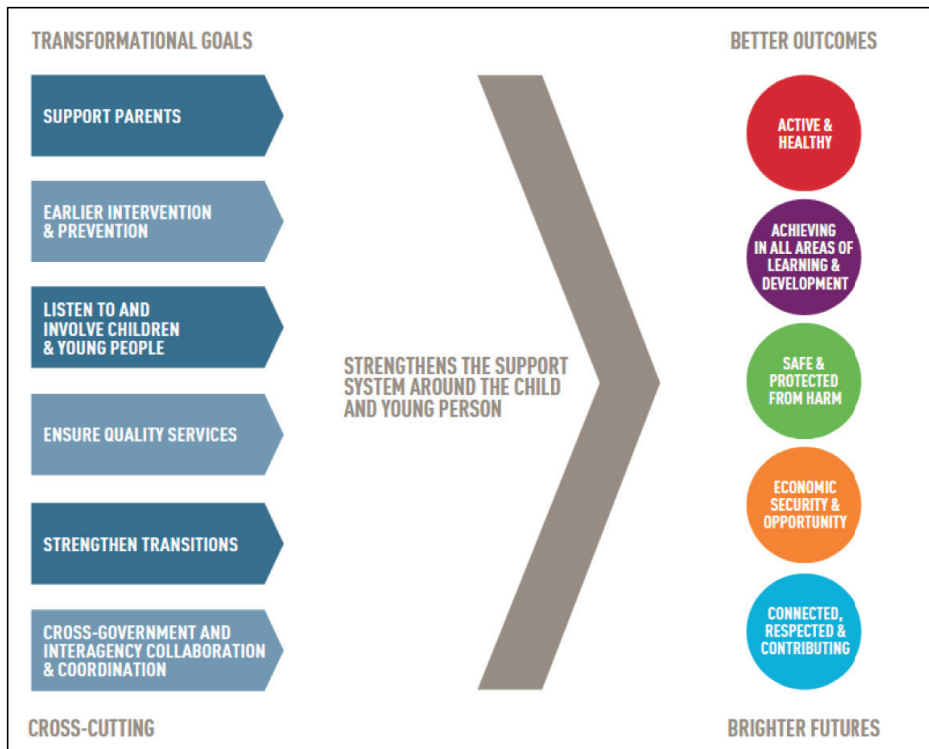 TRANSFORMATIONAL GOALS
SUPPORT PARENTS
EARLIER INTERVENTION
& PREVENTION
LISTEN TO AND
INVOLVE CHILDREN
& YOUNG PEOPLE
ENSURE QUALITY SERVICES
STRENGTHEN TRANSITIONS
CROSS-GOVERNMENT AND
INTERAGENCY COLLABORATION
& COORDINATION
CROSS-CUTTING
STRENGTHENS THE SUPPORT
SYSTEM AROUND THE CHILD
AND YOUNG PERSON
BETTER OUTCOMES
ACTIVE &
HEALTHY
ACHIEVING
IN ALL AREAS OF
LEARNING &
DEVELOPMENT
SAFE &
PROTECTED
FROM HARM
ECONOMIC
SECURITY &
OPPORTUNITY
CONNECTED,
RESPECTED &
CONTRIBUTING
BRIGHTER FUTURES